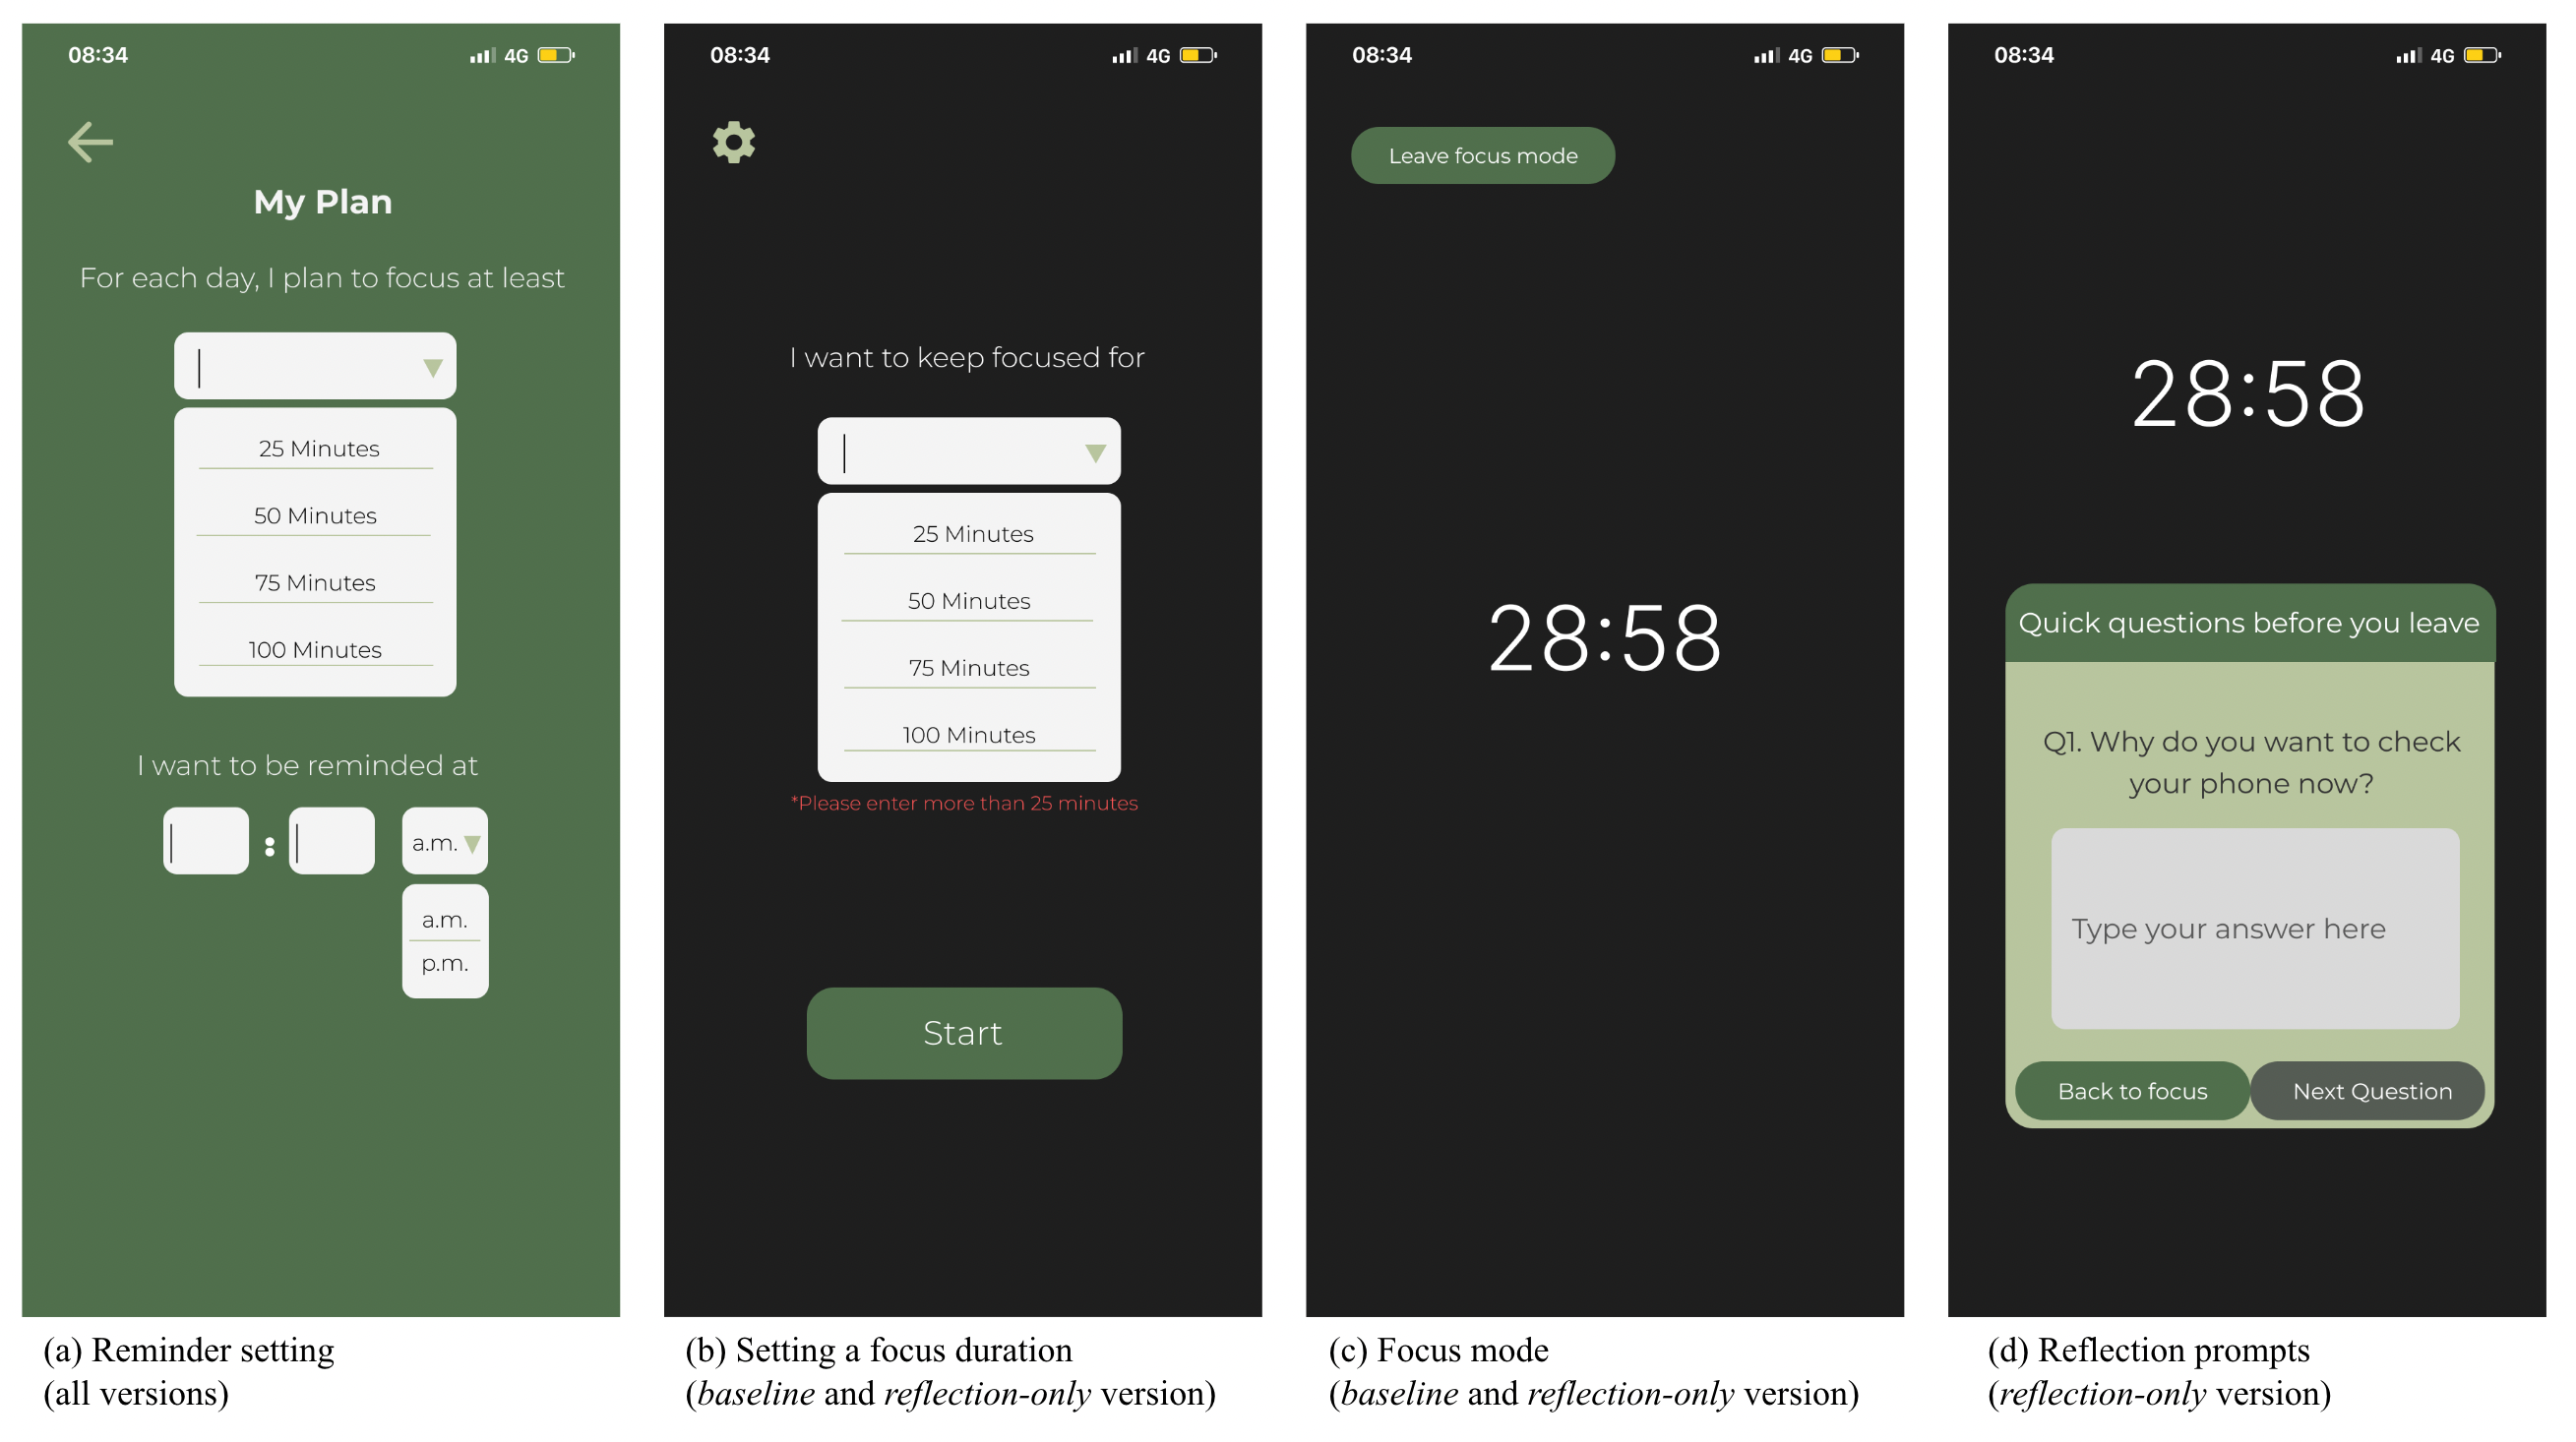 08:34
4G
My Plan
For each day, I plan to focus at least
25 Minutes
50 Minutes
75 Minutes
100 Minutes
I want to be reminded at
:
a.m.
a.m.
p.m.
(a) Reminder setting
(all versions)
08:34
4G
I want to keep focused for
25 Minutes
50 Minutes
75 Minutes
100 Minutes
*Please enter more than 25 minutes
Start
(b) Setting a focus duration
(baseline and reflection-only version)
08:34
4G
Leave focus mode
28:58
(c) Focus mode
(baseline and reflection-only version)
08:34
4G
28:58
Quick questions before you leave
Q1. Why do you want to check
your phone now?
Type your answer here
Back to focus
Next Question
(d) Reflection prompts
(reflection-only version)